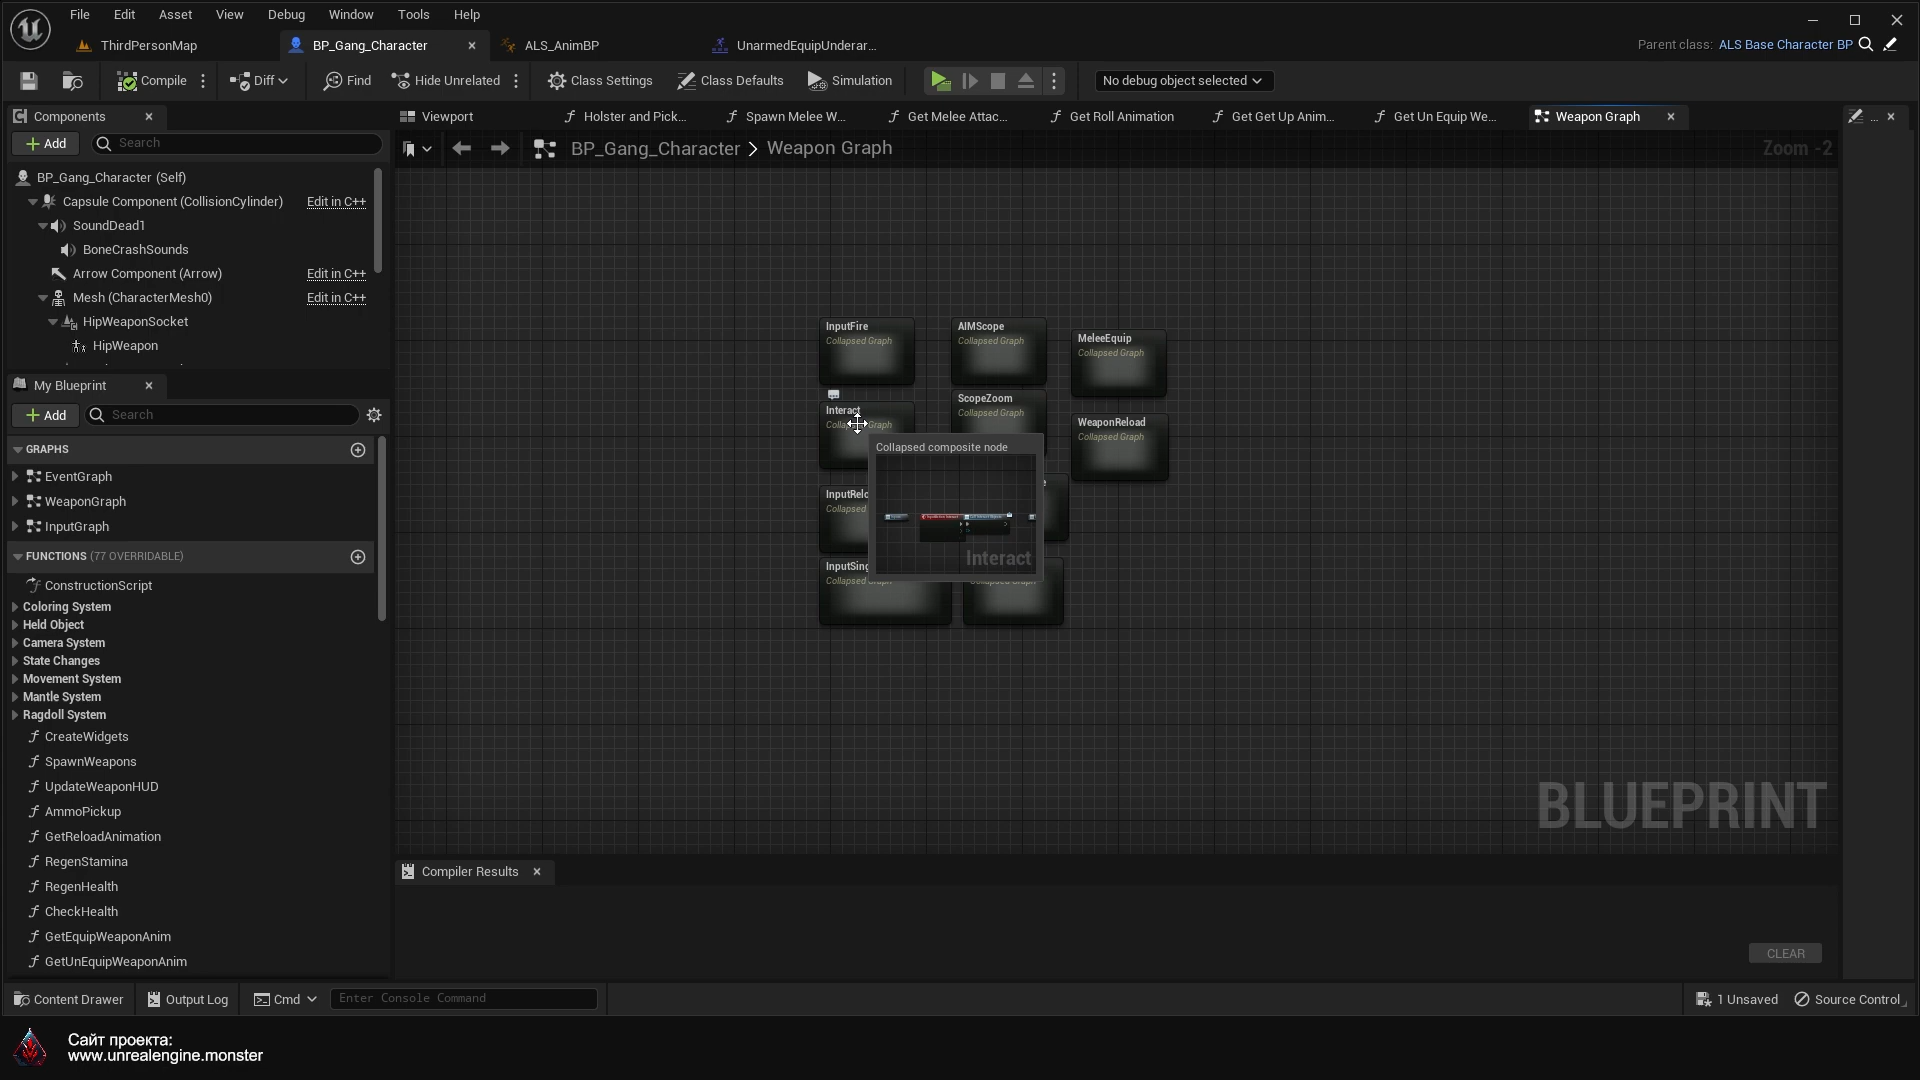 File Edit Asset View Debug Window Tools Help
ThirdPersonMap BP_Gang_Character ALS_AnimBP UnarmedEquipUnderar...
Parent class: ALS Base Character BP
Compile Diff Find Hide Unrelated Class Settings Class Defaults Simulation No debug object selected
Components
Add Search
BP_Gang_Character (Self)
Capsule Component (CollisionCylinder) Edit in C++
SoundDead1
BoneCrashSounds
Arrow Component (Arrow) Edit in C++
Mesh (CharacterMesh0) Edit in C++
HipWeaponSocket
HipWeapon
My Blueprint
Add Search
GRAPHS
EventGraph
WeaponGraph
InputGraph
FUNCTIONS (77 OVERRIDABLE)
ConstructionScript
Coloring System
Held Object
Camera System
State Changes
Movement System
Mantle System
Ragdoll System
CreateWidgets
SpawnWeapons
UpdateWeaponHUD
AmmoPickup
GetReloadAnimation
RegenStamina
RegenHealth
CheckHealth
GetEquipWeaponAnim
GetUnEquipWeaponAnim
Viewport Holster and Pick... Spawn Melee W... Get Melee Attac... Get Roll Animation Get Get Up Anim... Get Un Equip We... Weapon Graph ...
BP_Gang_Character > Weapon Graph
Zoom -2
InputFire
Collapsed Graph
AIMScope
Collapsed Graph
MeleeEquip
Collapsed Graph
Interact
Graph
ScopeZoom
Collapsed Graph
WeaponReload
Collapsed Graph
Collapsed composite node
Interact
InputRelo
Collapsed
InputSing
Collapsed Graph
Collapsed Graph
BLUEPRINT
Compiler Results
CLEAR
Content Drawer Output Log Cmd Enter Console Command 1 Unsaved Source Control
Сайт проекта:
www.unrealengine.monster